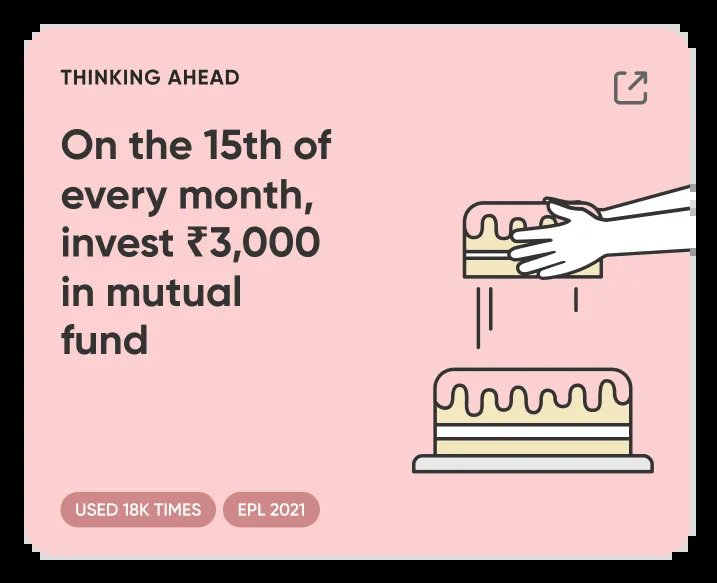 THINKING AHEAD
On the 15th of
every month,
invest ₹3,000
in mutual
fund
USED 18K TIMES
EPL 2021